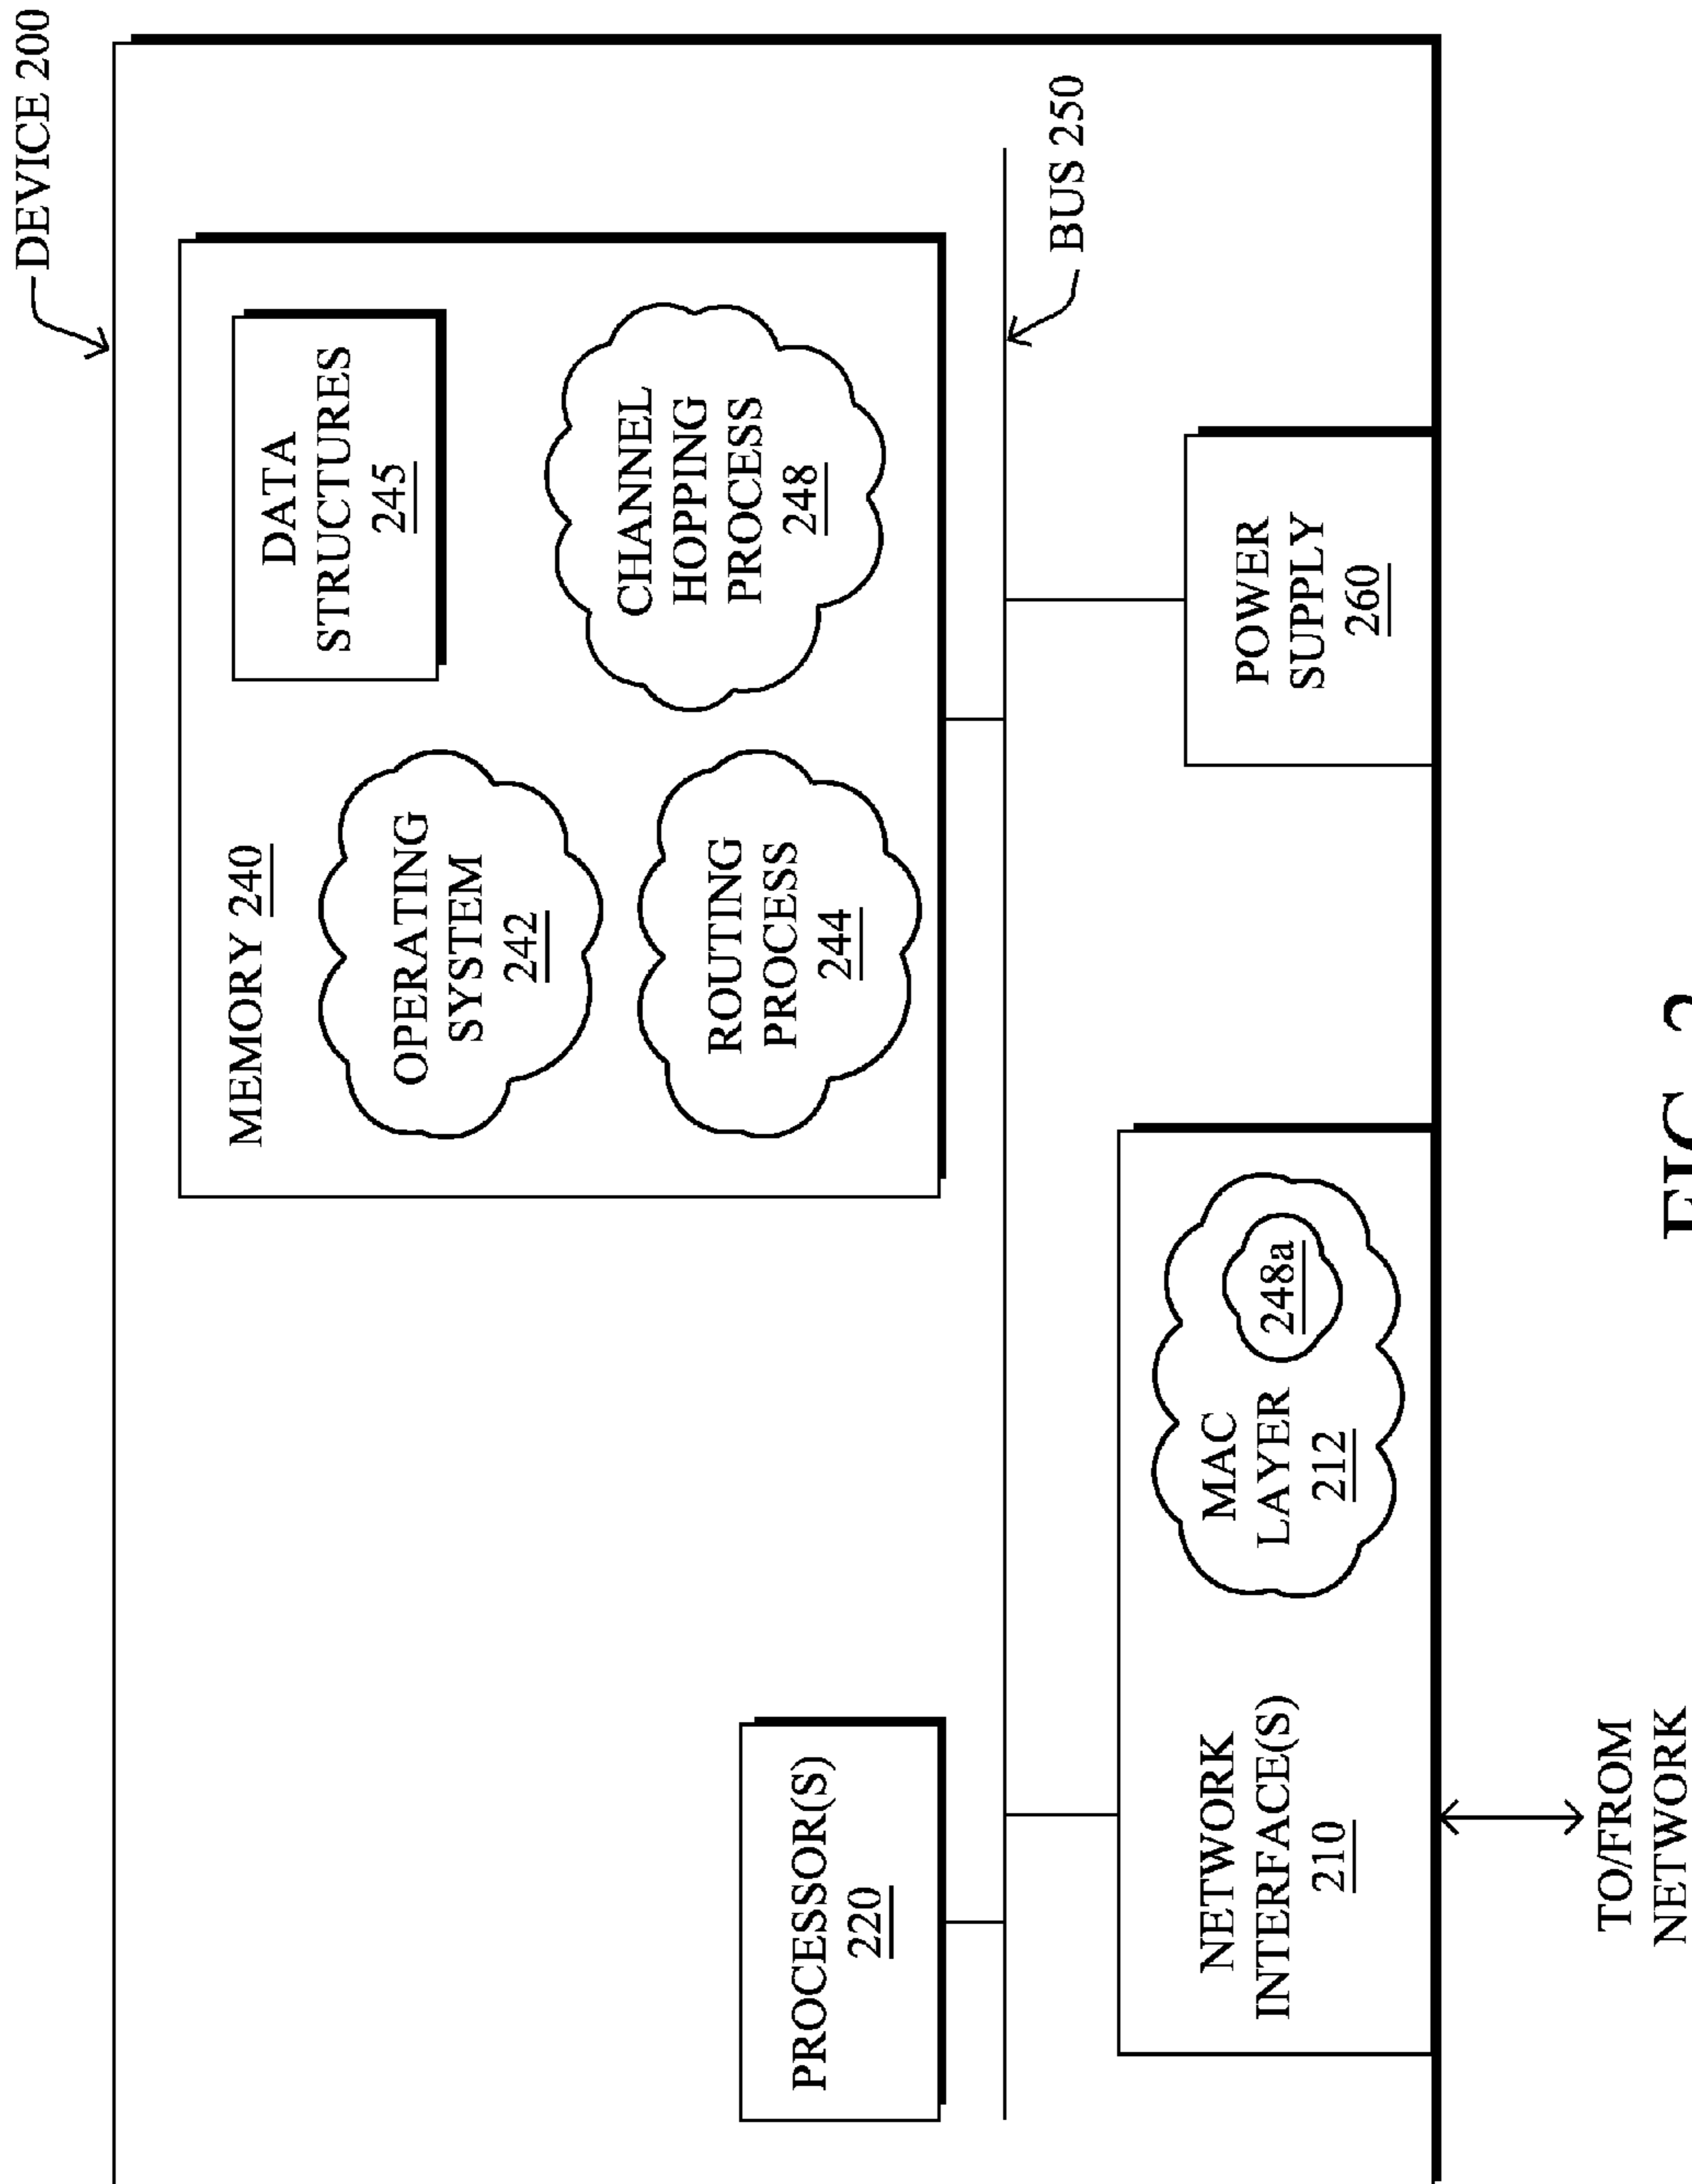 DEVICE 200
MEMORY 240
OPERATING
SYSTEM
242
DATA
STRUCTURES
245
ROUTING
PROCESS
244
CHANNEL
HOPPING
PROCESS
248
PROCESSOR(S)
220
BUS 250
NETWORK
INTERFACE(S)
210
MAC
LAYER
212
248a
POWER
SUPPLY
260
TO/FROM
NETWORK
FIG.